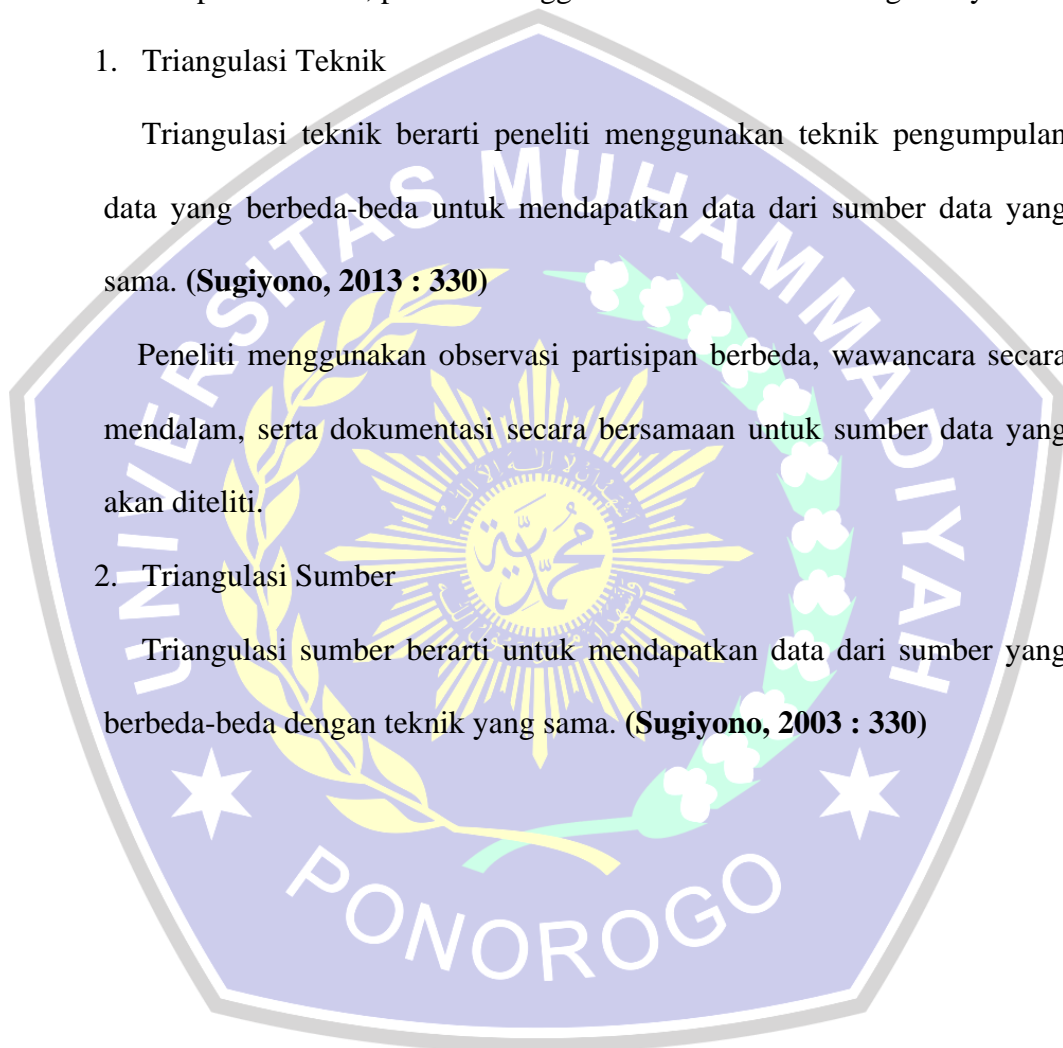 1. Triangulasi Teknik
Triangulasi teknik berarti peneliti menggunakan teknik pengumpulan
data yang berbeda-beda untuk mendapatkan data dari sumber data yang
sama. (Sugiyono, 2013 : 330)
Peneliti menggunakan observasi partisipan berbeda, wawancara secara
mendalam, serta dokumentasi secara bersamaan untuk sumber data yang
akan diteliti.
2. Triangulasi Sumber
Triangulasi sumber berarti untuk mendapatkan data dari sumber yang
berbeda-beda dengan teknik yang sama. (Sugiyono, 2003 : 330)
UNIVERSITAS MUHAMMADIYAH
محمدية
PONOROGO